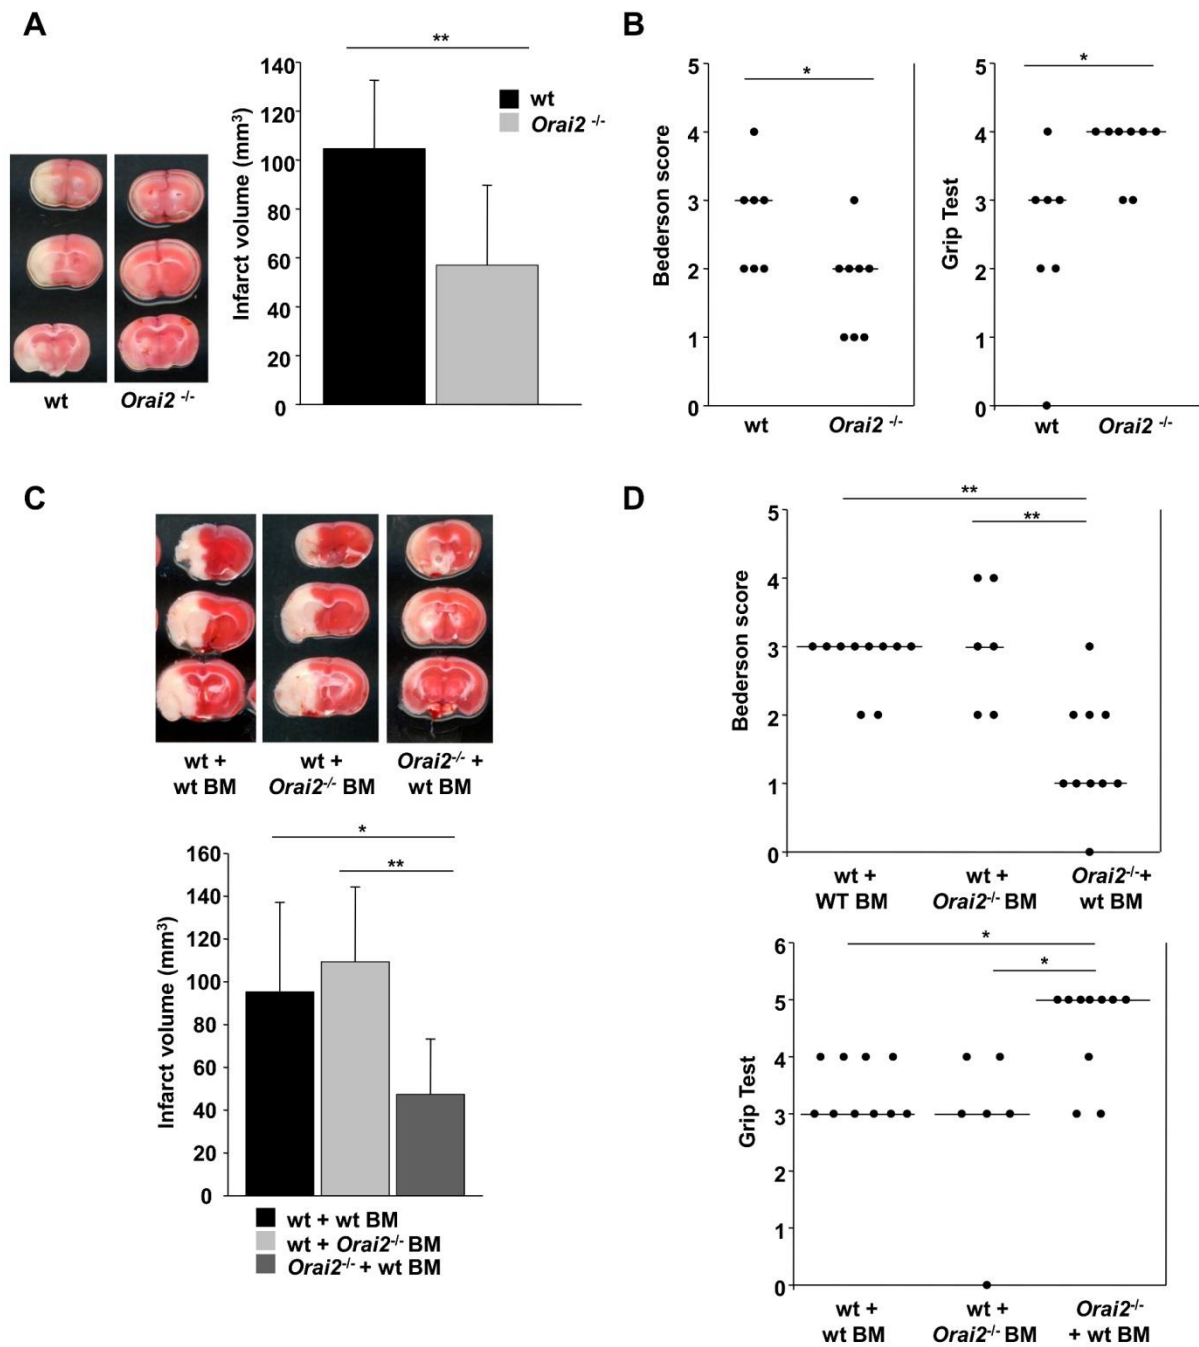 A
**
140
120
100
80
60
40
20
0
Infarct volume (mm³)
wt
Orai2 -/-
wt
Orai2 -/-
B
*
5
4
3
2
1
0
Bederson score
wt
Orai2 -/-
*
5
4
3
2
1
0
Grip Test
wt
Orai2 -/-
C
wt +
wt BM
wt +
Orai2-/- BM
Orai2-/- +
wt BM
*
**
160
140
120
100
80
60
40
20
0
Infarct volume (mm³)
wt + wt BM
wt + Orai2-/- BM
Orai2-/- + wt BM
D
**
**
5
4
3
2
1
0
Bederson score
wt +
WT BM
wt +
Orai2-/- BM
Orai2-/-+
wt BM
*
*
6
5
4
3
2
1
0
Grip Test
wt +
wt BM
wt +
Orai2-/- BM
Orai2-/-
+ wt BM